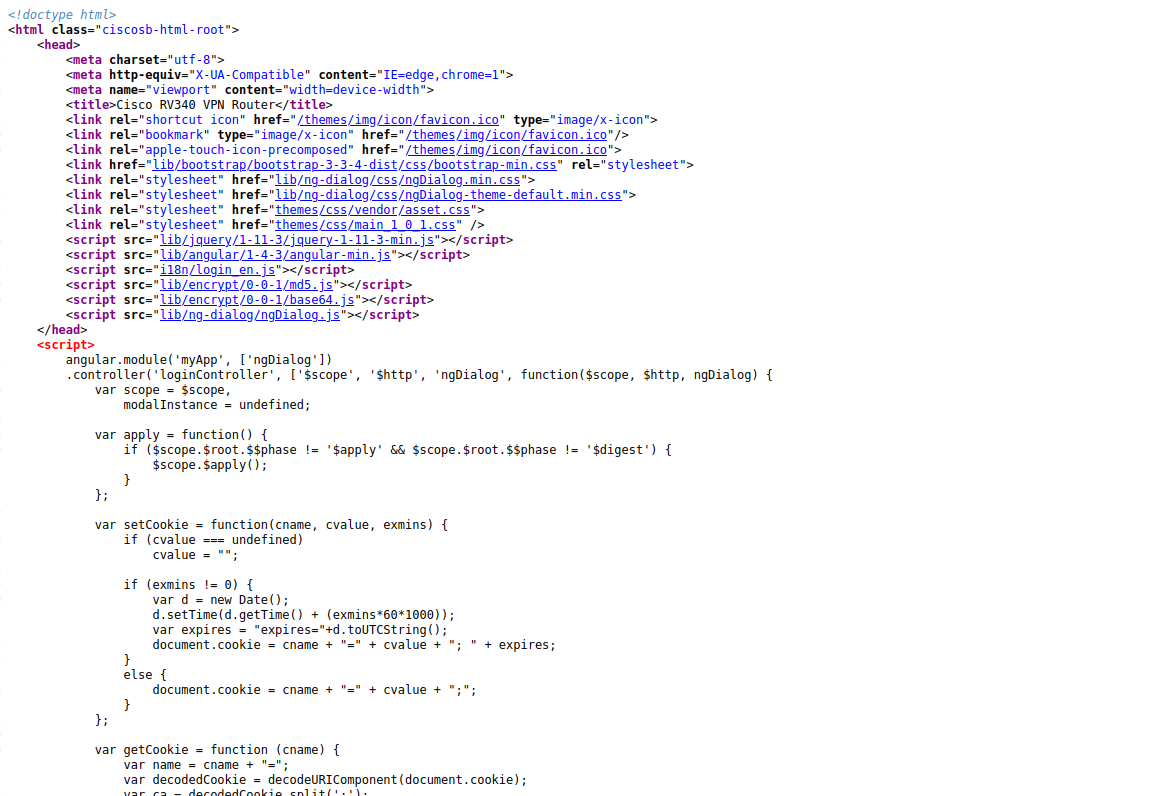 <!doctype html>
<html class="ciscosb-html-root">
<head>
<meta charset="utf-8">
<meta http-equiv="X-UA-Compatible" content="IE=edge,chrome=1">
<meta name="viewport" content="width=device-width">
<title>Cisco RV340 VPN Router</title>
<link rel="shortcut icon" href="/themes/img/icon/favicon.ico" type="image/x-icon">
<link rel="bookmark" type="image/x-icon" href="/themes/img/icon/favicon.ico"/>
<link rel="apple-touch-icon-precomposed" href="/themes/img/icon/favicon.ico">
<link href="lib/bootstrap/bootstrap-3-3-4-dist/css/bootstrap-min.css" rel="stylesheet">
<link rel="stylesheet" href="lib/ng-dialog/css/ngDialog.min.css">
<link rel="stylesheet" href="lib/ng-dialog/css/ngDialog-theme-default.min.css">
<link rel="stylesheet" href="themes/css/vendor/asset.css">
<link rel="stylesheet" href="themes/css/main_1_0_1.css" />
<script src="lib/jquery/1-11-3/jquery-1-11-3-min.js"></script>
<script src="lib/angular/1-4-3/angular-min.js"></script>
<script src="i18n/login_en.js"></script>
<script src="lib/encrypt/0-0-1/md5.js"></script>
<script src="lib/encrypt/0-0-1/base64.js"></script>
<script src="lib/ng-dialog/ngDialog.js"></script>
</head>
<script>
angular.module('myApp', ['ngDialog'])
.controller('loginController', ['$scope', '$http', 'ngDialog', function($scope, $http, ngDialog) {
var scope = $scope,
modalInstance = undefined;
var apply = function() {
if ($scope.$root.$$phase != '$apply' && $scope.$root.$$phase != '$digest') {
$scope.$apply();
}
};
var setCookie = function(cname, cvalue, exmins) {
if (cvalue === undefined)
cvalue = "";
if (exmins != 0) {
var d = new Date();
d.setTime(d.getTime() + (exmins*60*1000));
var expires = "expires="+d.toUTCString();
document.cookie = cname + "=" + cvalue + "; " + expires;
}
else {
document.cookie = cname + "=" + cvalue + ";";
}
};
var getCookie = function (cname) {
var name = cname + "=";
var decodedCookie = decodeURIComponent(document.cookie);
var ca = decodedCookie.split(';');